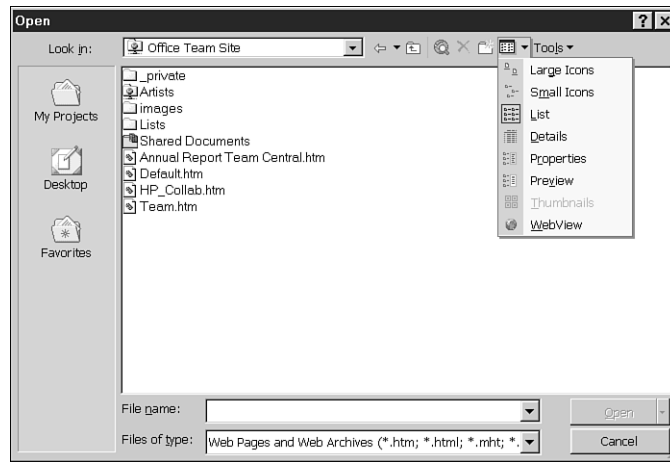 Open
Look in:
Office Team Site
Tools
My Projects
Desktop
Favorites
_private
Artists
images
Lists
Shared Documents
Annual Report Team Central.htm
Default.htm
HP_Collab.htm
Team.htm
Large Icons
Small Icons
List
Details
Properties
Preview
Thumbnails
WebView
File name:
Open
Files of type:
Web Pages and Web Archives (*.htm; *.html; *.mht; *.
Cancel